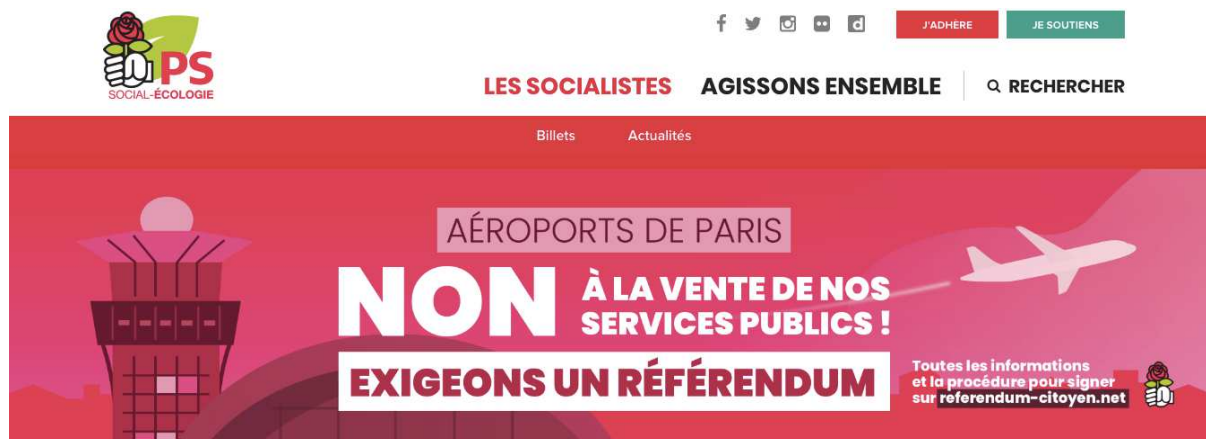 PS
SOCIAL-ÉCOLOGIE
J'ADHÈRE
JE SOUTIENS
LES SOCIALISTES
AGISSONS ENSEMBLE
RECHERCHER
Billets
Actualités
AÉROPORTS DE PARIS
NON
À LA VENTE DE NOS
SERVICES PUBLICS !
EXIGEONS UN RÉFÉRENDUM
Toutes les informations
et la procédure pour signer
sur referendum-citoyen.net